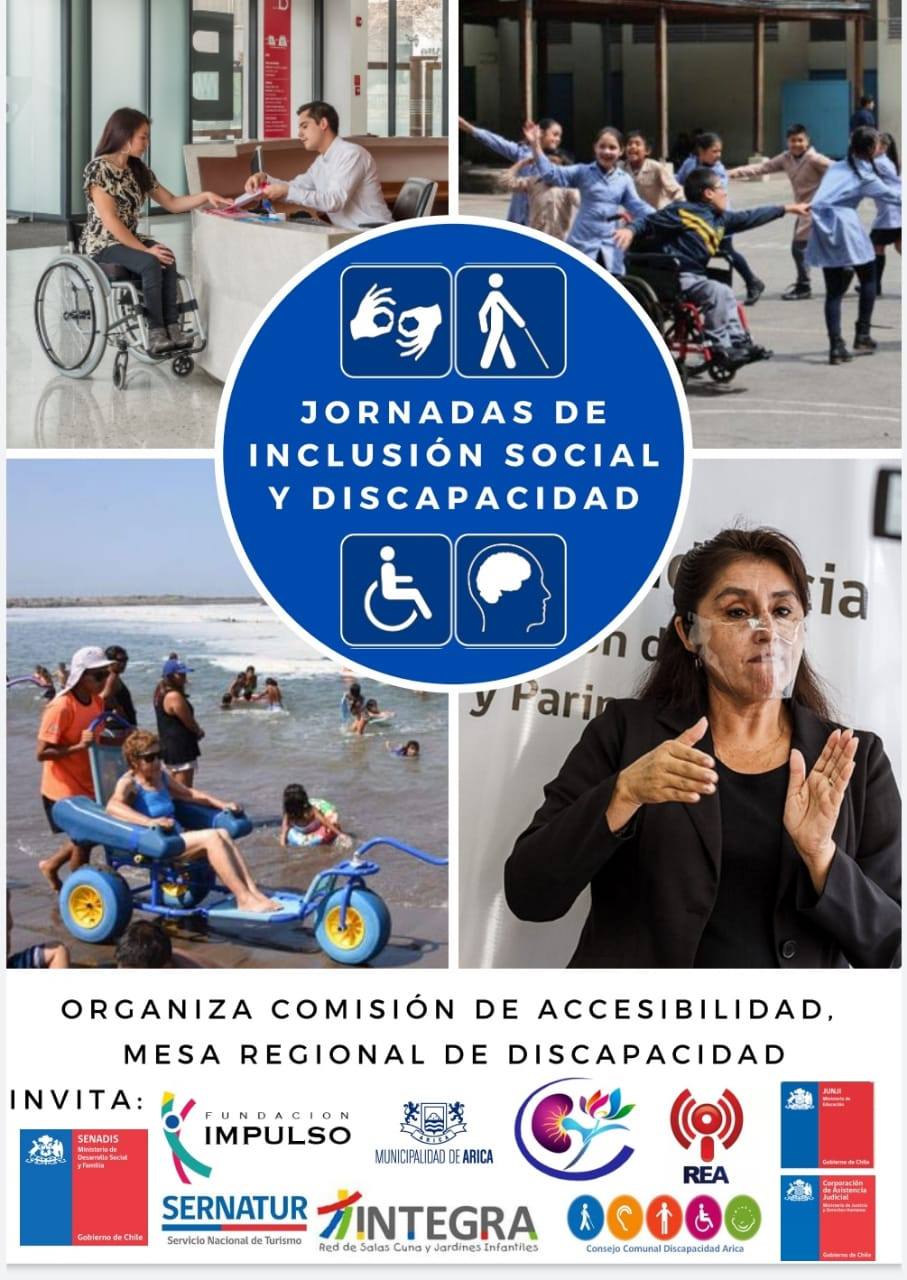 B
JORNADAS DE
INCLUSIÓN SOCIAL
Y DISCAPACIDAD
cia
n d
y Parin
ORGANIZA COMISIÓN DE ACCESIBILIDAD,
MESA REGIONAL DE DISCAPACIDAD
INVITA:
SENADIS
Ministerio de
Desarrollo Social
y Familia
Gobierno de Chile
FUNDACION
IMPULSO
ARICA
MUNICIPALIDAD DE ARICA
REA
JUNJI
Ministerio de
Educación
Gobierno de Chile
SERNATUR
Servicio Nacional de Turismo
INTEGRA
Red de Salas Cuna y Jardines Infantiles
Consejo Comunal Discapacidad Arica
Corporación
de Asistencia
Judicial
Ministerio de Justicia
y Derechos Humanos
Gobierno de Chile